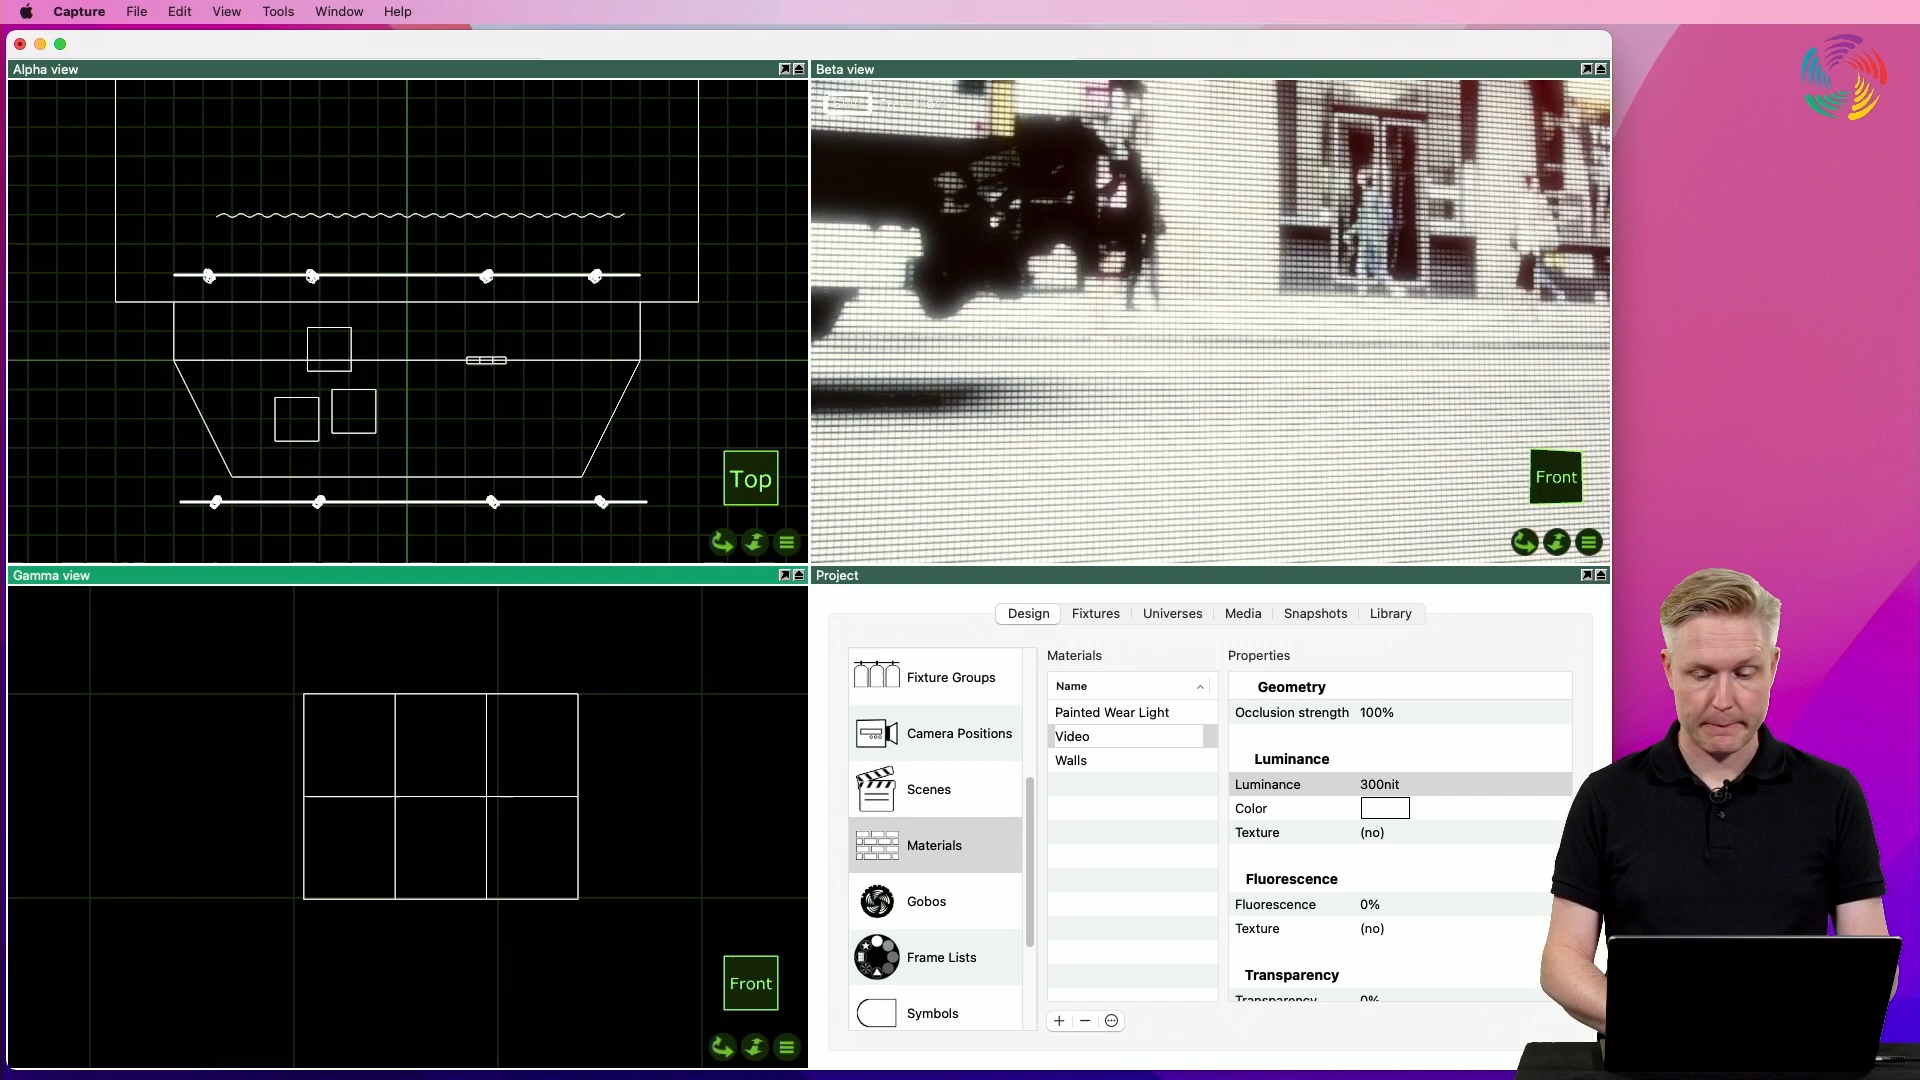 Capture File Edit View Tools Window Help
Alpha view
Beta view
Top
Front
Gamma view
Project
Design Fixtures Universes Media Snapshots Library
Fixture Groups
Camera Positions
Scenes
Materials
Gobos
Frame Lists
Symbols
Materials
Name
Painted Wear Light
Video
Walls
Properties
Geometry
Occlusion strength 100%
Luminance
Luminance 300nit
Color
Texture (no)
Fluorescence
Fluorescence 0%
Texture (no)
Transparency
Transparency 0%
Front